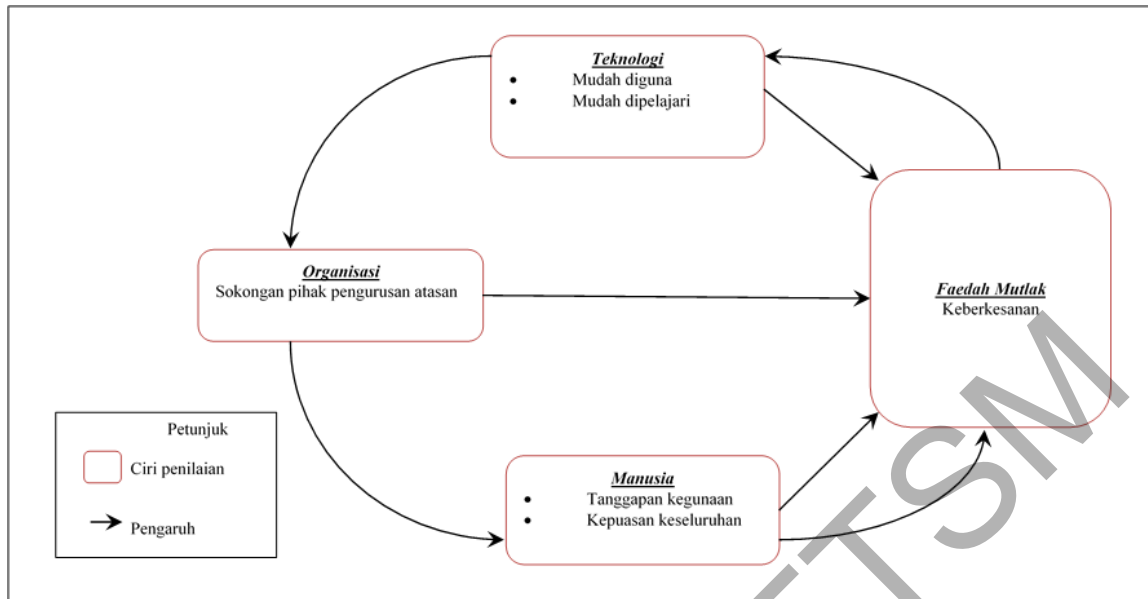 Teknologi
• Mudah diguna
• Mudah dipelajari
Organisasi
Sokongan pihak pengurusan atasan
Faedah Mutlak
Keberkesanan
Manusia
• Tanggapan kegunaan
• Kepuasan keseluruhan
Petunjuk
Ciri penilaian
Pengaruh
FTSM